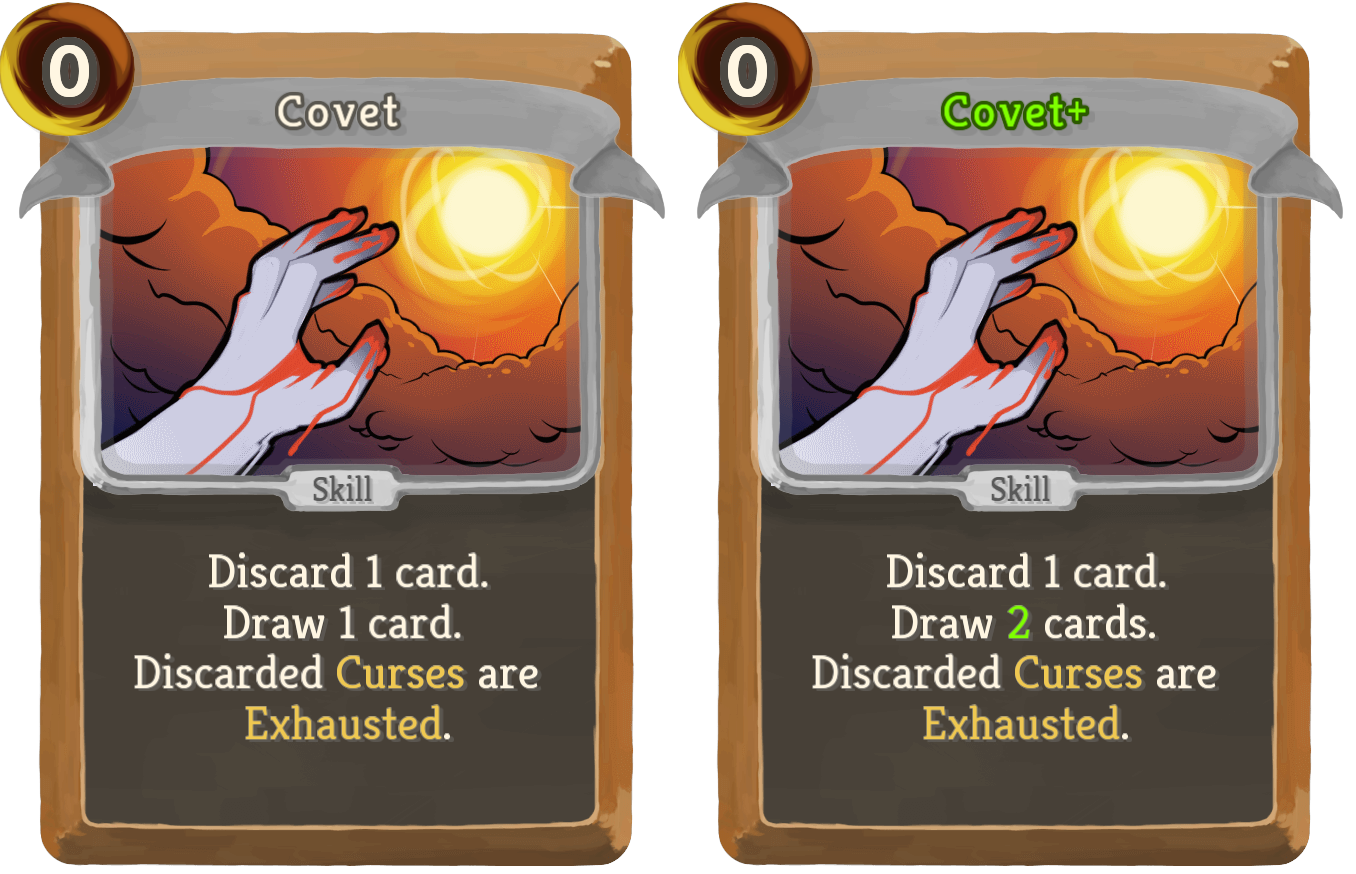 0
Covet
Skill
Discard 1 card.
Draw 1 card.
Discarded Curses are
Exhausted.
0
Covet+
Skill
Discard 1 card.
Draw 2 cards.
Discarded Curses are
Exhausted.